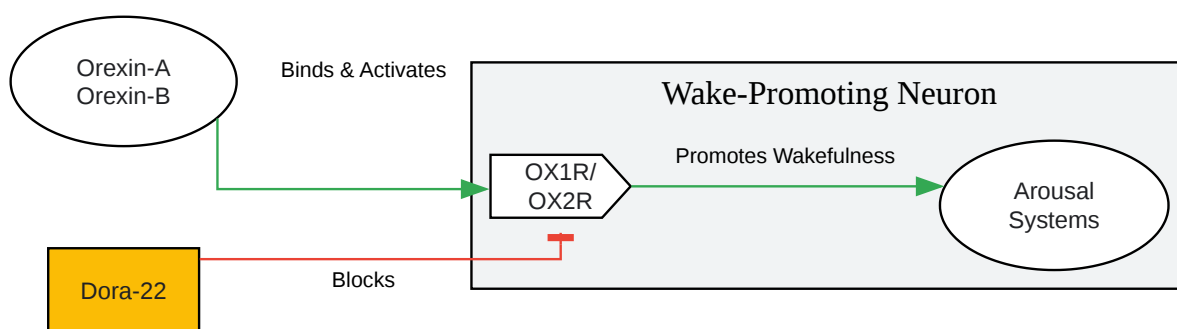 Orexin-A
Orexin-B
Binds & Activates
Wake-Promoting Neuron
Promotes Wakefulness
OX1R/
OX2R
Arousal
Systems
Dora-22
Blocks